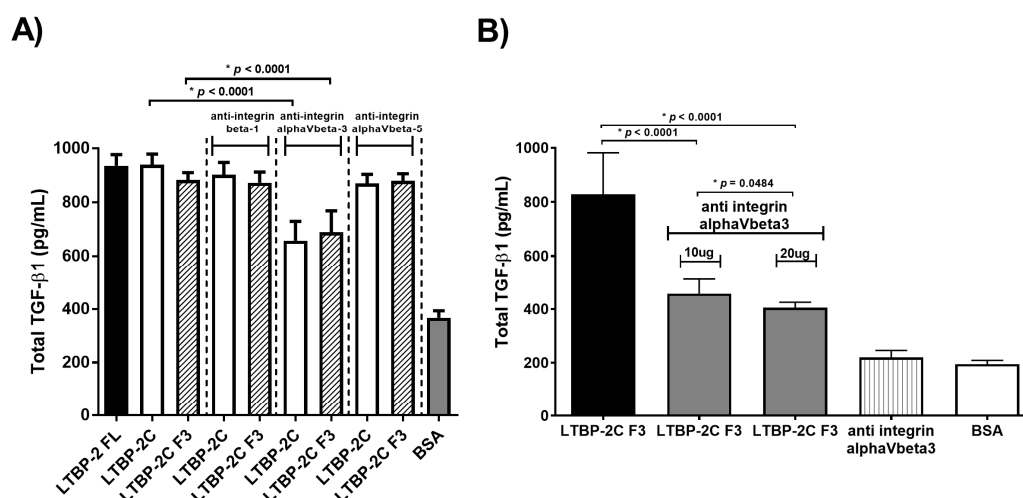 A)
* p < 0.0001
* p < 0.0001
anti-integrin
beta-1
anti-integrin
alphaVbeta-3
anti-integrin
alphaVbeta-5
Total TGF-β1 (pg/mL)
1000
800
600
400
200
0
LTBP-2 FL
LTBP-2C
LTBP-2C F3
LTBP-2C
LTBP-2C F3
LTBP-2C
LTBP-2C F3
LTBP-2C
LTBP-2C F3
BSA
B)
* p < 0.0001
* p < 0.0001
* p = 0.0484
anti integrin
alphaVbeta3
10ug
20ug
Total TGF-β1 (pg/mL)
1000
800
600
400
200
0
LTBP-2C F3
LTBP-2C F3
LTBP-2C F3
anti integrin
alphaVbeta3
BSA